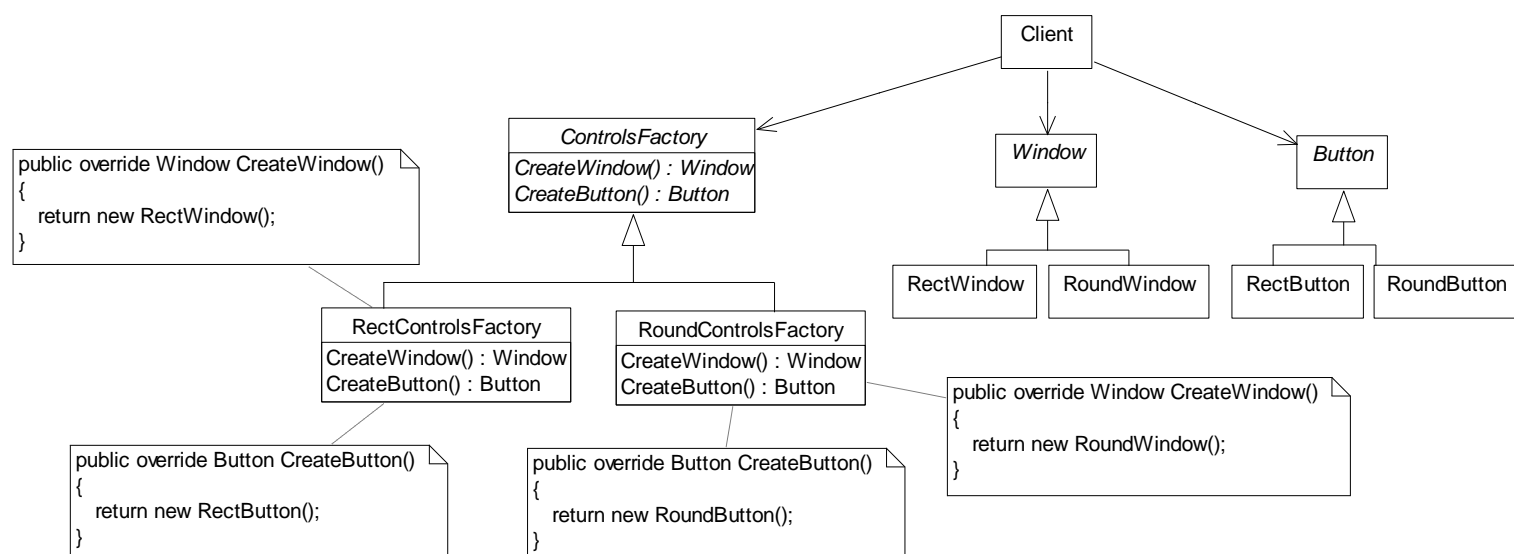 Client
ControlsFactory
CreateWindow() : Window
CreateButton() : Button
Window
Button
public override Window CreateWindow()
{
return new RectWindow();
}
RectWindow
RoundWindow
RectButton
RoundButton
RectControlsFactory
CreateWindow() : Window
CreateButton() : Button
RoundControlsFactory
CreateWindow() : Window
CreateButton() : Button
public override Window CreateWindow()
{
return new RoundWindow();
}
public override Button CreateButton()
{
return new RectButton();
}
public override Button CreateButton()
{
return new RoundButton();
}